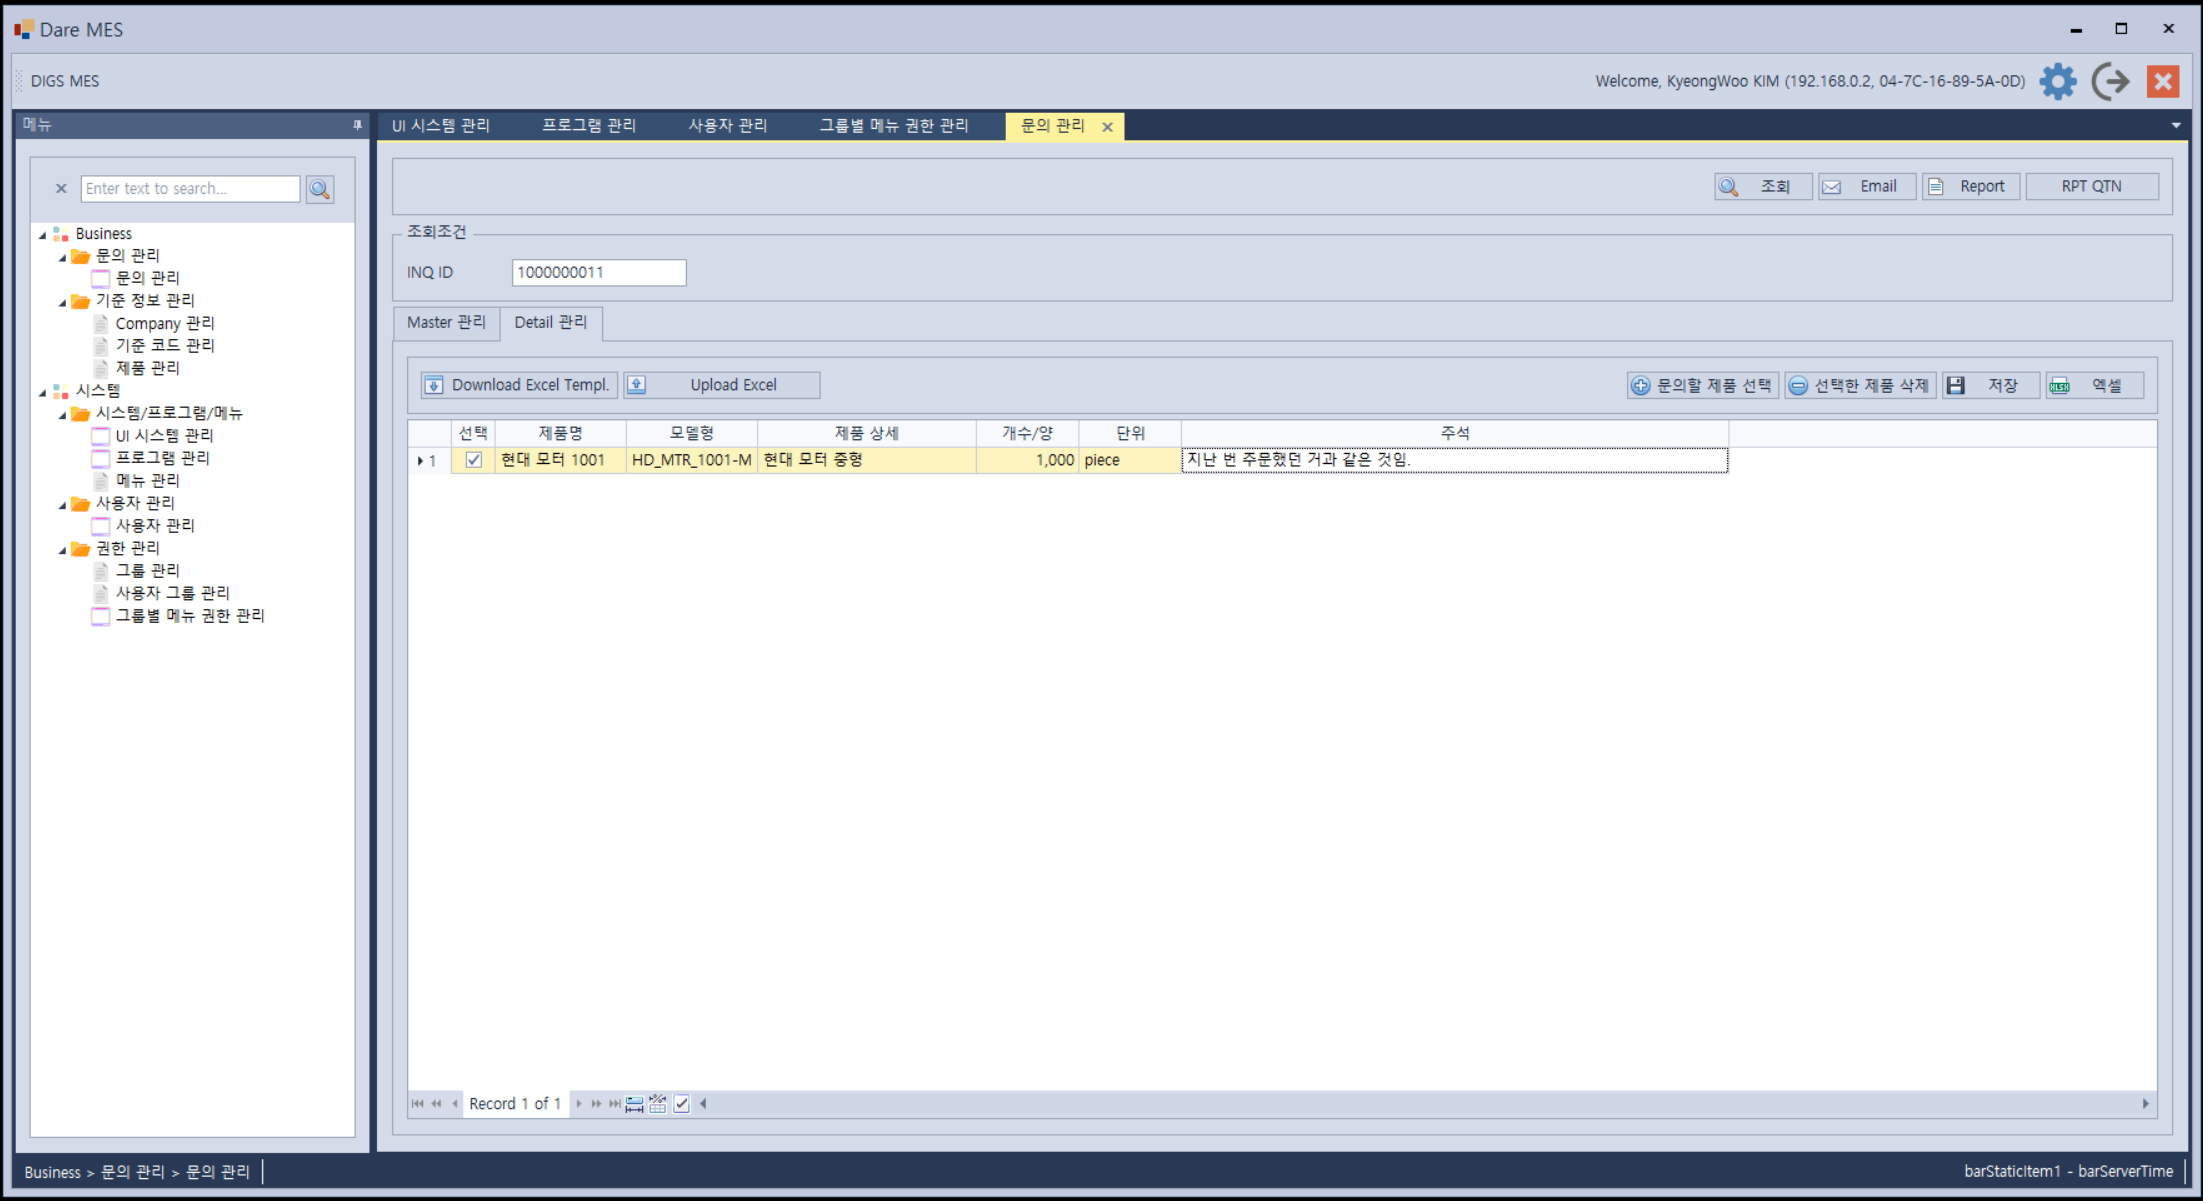 Dare MES
DIGS MES
Welcome, KyeongWoo KIM (192.168.0.2, 04-7C-16-89-5A-0D)
메뉴
UI 시스템 관리 프로그램 관리 사용자 관리 그룹별 메뉴 권한 관리 문의 관리
Enter text to search...
Business
문의 관리
문의 관리
기준 정보 관리
Company 관리
기준 코드 관리
제품 관리
시스템
시스템/프로그램/메뉴
UI 시스템 관리
프로그램 관리
메뉴 관리
사용자 관리
사용자 관리
권한 관리
그룹 관리
사용자 그룹 관리
그룹별 메뉴 권한 관리
조회 Email Report RPT QTN
조회조건
INQ ID 1000000011
Master 관리 Detail 관리
Download Excel Templ. Upload Excel 문의할 제품 선택 선택한 제품 삭제 저장 XLSX 엑셀
선택 제품명 모델형 제품 상세 개수/양 단위 주석
1 현대 모터 1001 HD_MTR_1001-M 현대 모터 중형 1,000 piece 지난 번 주문했던 거과 같은 것임.
Record 1 of 1
Business > 문의 관리 > 문의 관리
barStaticItem1 - barServerTime